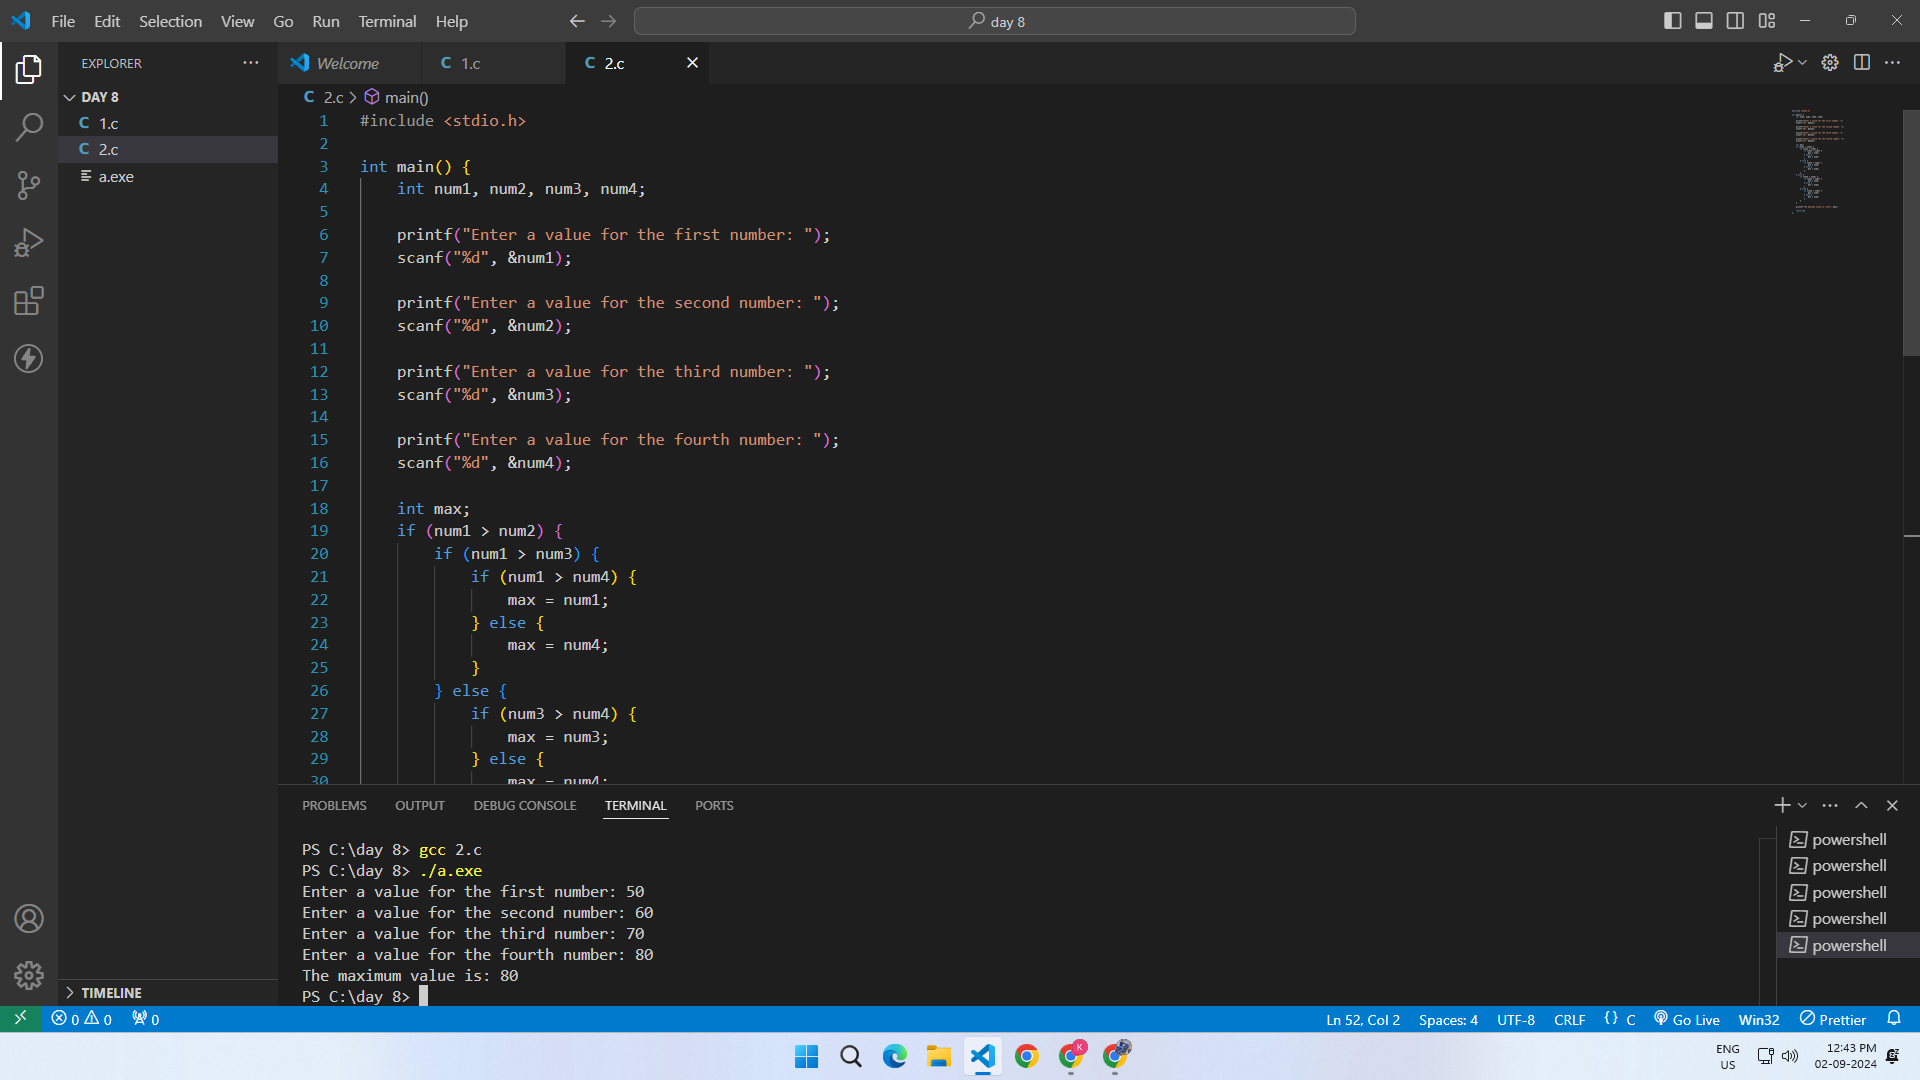 File Edit Selection View Go Run Terminal Help
day 8
EXPLORER
DAY 8
C 1.c
C 2.c
a.exe
TIMELINE
Welcome
C 1.c
C 2.c
C 2.c > main()
1 #include <stdio.h>
2
3 int main() {
4 int num1, num2, num3, num4;
5
6 printf("Enter a value for the first number: ");
7 scanf("%d", &num1);
8
9 printf("Enter a value for the second number: ");
10 scanf("%d", &num2);
11
12 printf("Enter a value for the third number: ");
13 scanf("%d", &num3);
14
15 printf("Enter a value for the fourth number: ");
16 scanf("%d", &num4);
17
18 int max;
19 if (num1 > num2) {
20 if (num1 > num3) {
21 if (num1 > num4) {
22 max = num1;
23 } else {
24 max = num4;
25 }
26 } else {
27 if (num3 > num4) {
28 max = num3;
29 } else {
30 max = num4;
PROBLEMS OUTPUT DEBUG CONSOLE TERMINAL PORTS
PS C:\day 8> gcc 2.c
PS C:\day 8> ./a.exe
Enter a value for the first number: 50
Enter a value for the second number: 60
Enter a value for the third number: 70
Enter a value for the fourth number: 80
The maximum value is: 80
PS C:\day 8>
powershell
powershell
powershell
powershell
powershell
0 0 0
Ln 52, Col 2 Spaces: 4 UTF-8 CRLF {} C Go Live Win32 Prettier
K
ENG
US
12:43 PM
02-09-2024